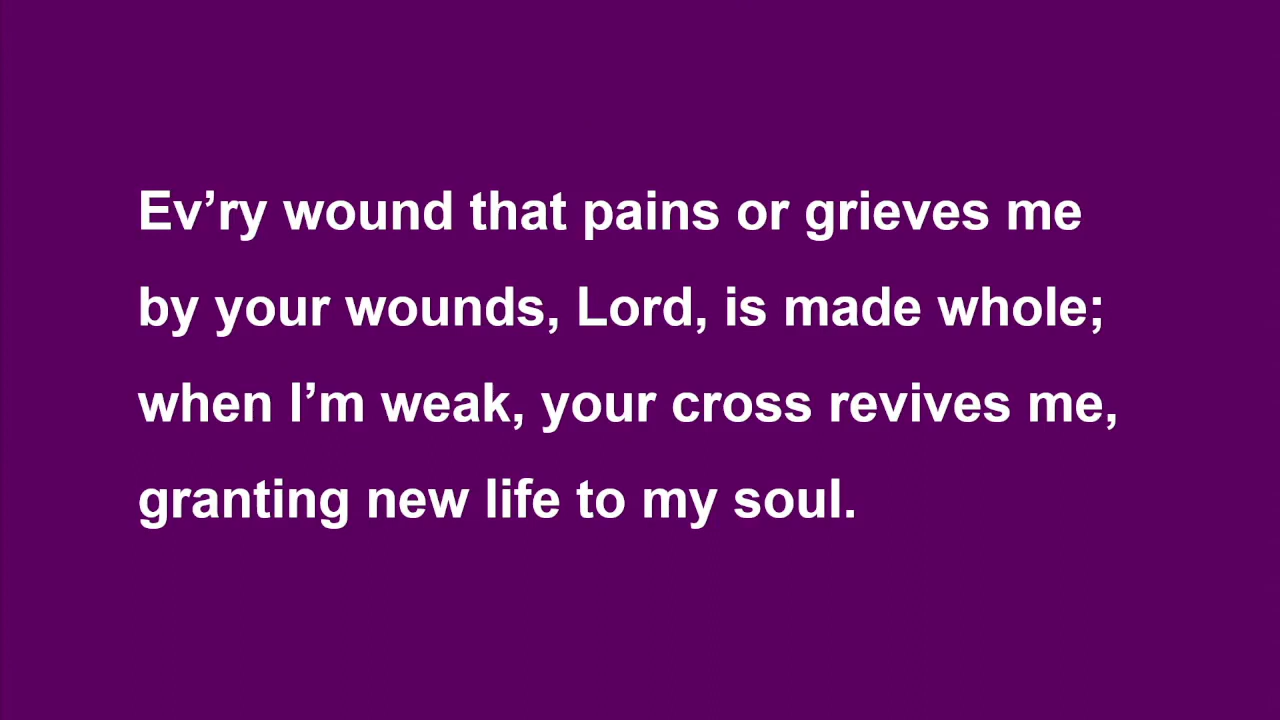 Ev’ry wound that pains or grieves me
by your wounds, Lord, is made whole;
when I’m weak, your cross revives me,
granting new life to my soul.